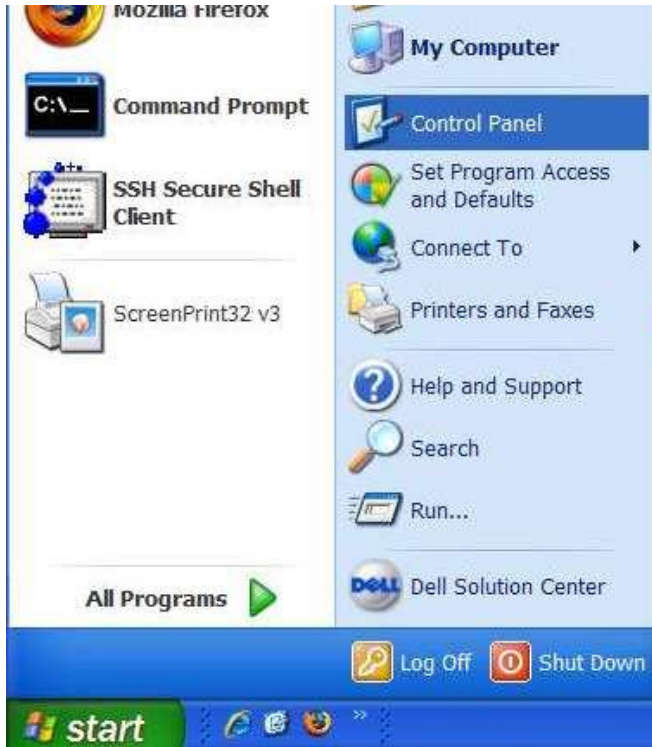 Mozilla Firefox
C:\_
Command Prompt
SSH Secure Shell
Client
ScreenPrint32 v3
All Programs
My Computer
Control Panel
Set Program Access
and Defaults
Connect To
Printers and Faxes
Help and Support
Search
Run...
DELL Dell Solution Center
Log Off Shut Down
start